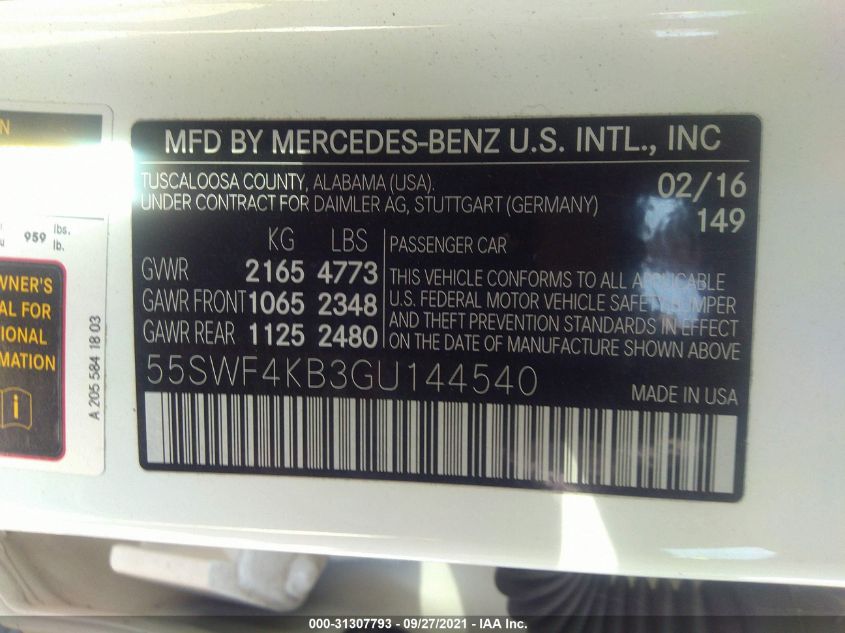 MFD BY MERCEDES-BENZ U.S. INTL., INC
TUSCALOOSA COUNTY, ALABAMA (USA). 02/16
UNDER CONTRACT FOR DAIMLER AG, STUTTGART (GERMANY) 149
KG LBS
GVWR 2165 4773
GAWR FRONT 1065 2348
GAWR REAR 1125 2480
PASSENGER CAR
THIS VEHICLE CONFORMS TO ALL APPLICABLE
U.S. FEDERAL MOTOR VEHICLE SAFETY, BUMPER
AND THEFT PREVENTION STANDARDS IN EFFECT
ON THE DATE OF MANUFACTURE SHOWN ABOVE
55SWF4KB3GU144540
MADE IN USA
959 lbs.
lb.
FOR
A 205 584 18 03
000-31307793 - 09/27/2021 - IAA Inc.